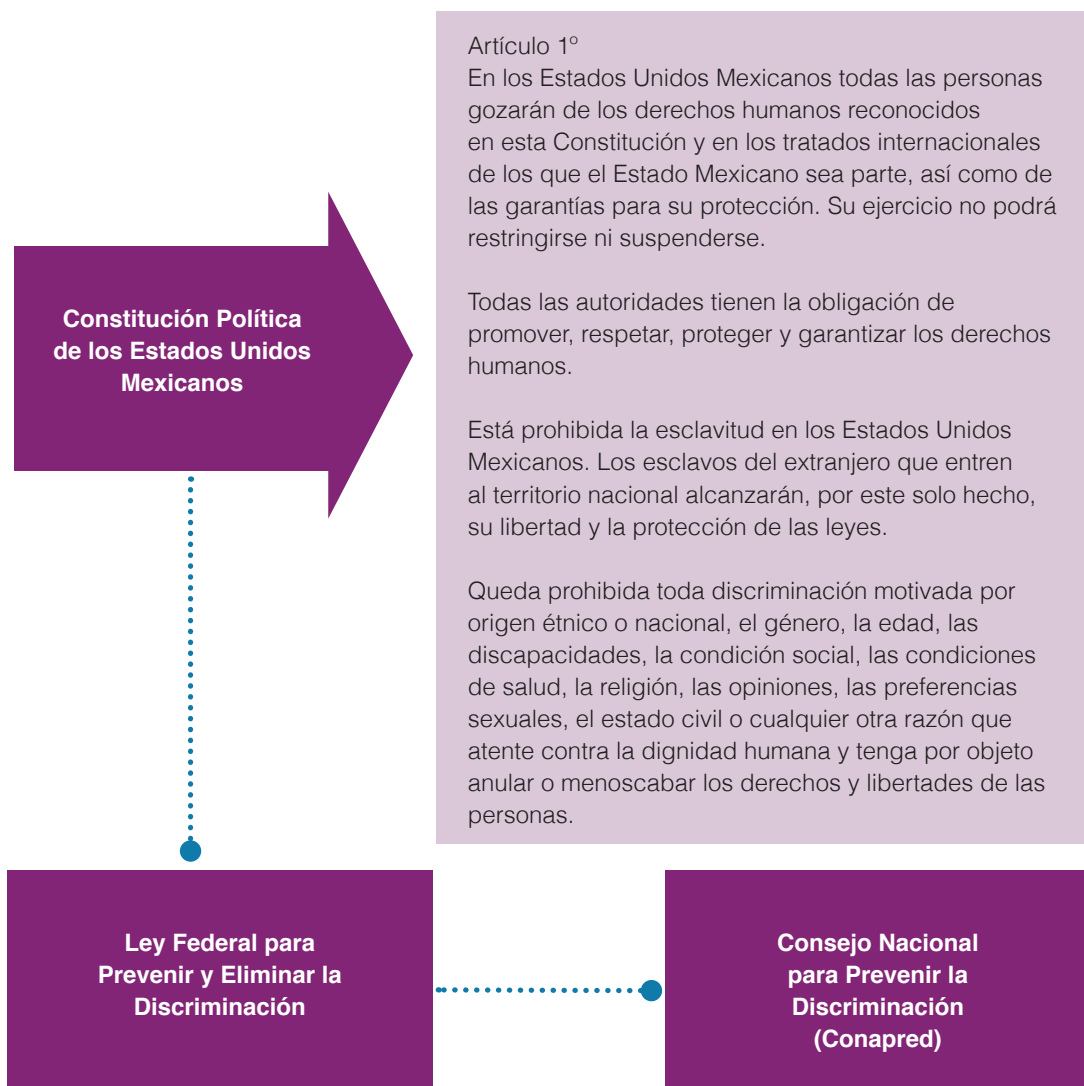 Artículo 1º
En los Estados Unidos Mexicanos todas las personas
gozarán de los derechos humanos reconocidos
en esta Constitución y en los tratados internacionales
de los que el Estado Mexicano sea parte, así como de
las garantías para su protección. Su ejercicio no podrá
restringirse ni suspenderse.
Todas las autoridades tienen la obligación de
promover, respetar, proteger y garantizar los derechos
humanos.
Está prohibida la esclavitud en los Estados Unidos
Mexicanos. Los esclavos del extranjero que entren
al territorio nacional alcanzarán, por este solo hecho,
su libertad y la protección de las leyes.
Queda prohibida toda discriminación motivada por
origen étnico o nacional, el género, la edad, las
discapacidades, la condición social, las condiciones
de salud, la religión, las opiniones, las preferencias
sexuales, el estado civil o cualquier otra razón que
atente contra la dignidad humana y tenga por objeto
anular o menoscabar los derechos y libertades de las
personas.
Constitución Política
de los Estados Unidos
Mexicanos
Ley Federal para
Prevenir y Eliminar la
Discriminación
Consejo Nacional
para Prevenir la
Discriminación
(Conapred)